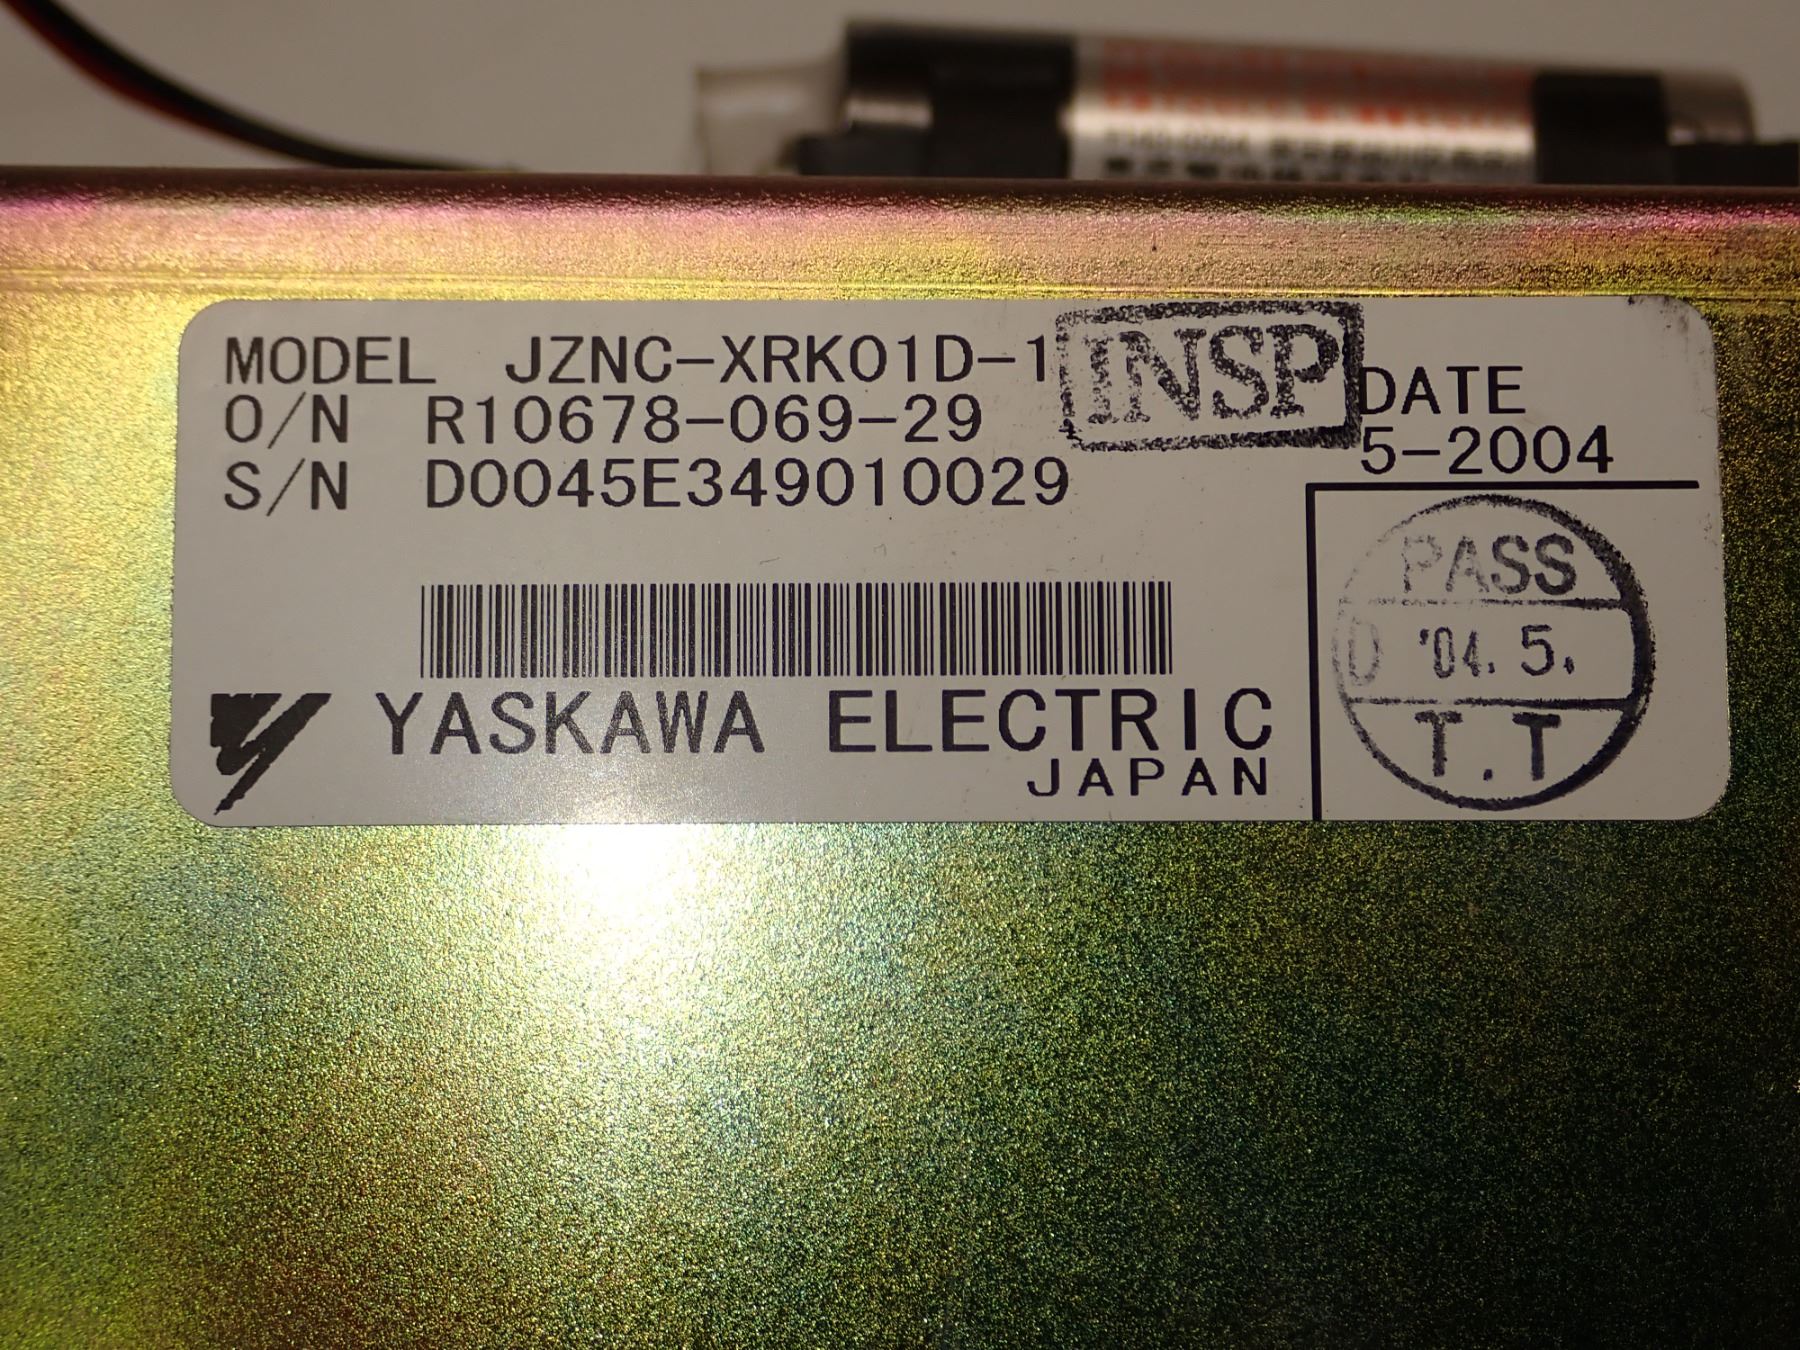 MODEL JZNC-XRK01D-1
INSP
DATE
O/N R10678-069-29
5-2004
S/N D0045E349010029
PASS
D '04. 5.
T.T
YASKAWA ELECTRIC
JAPAN